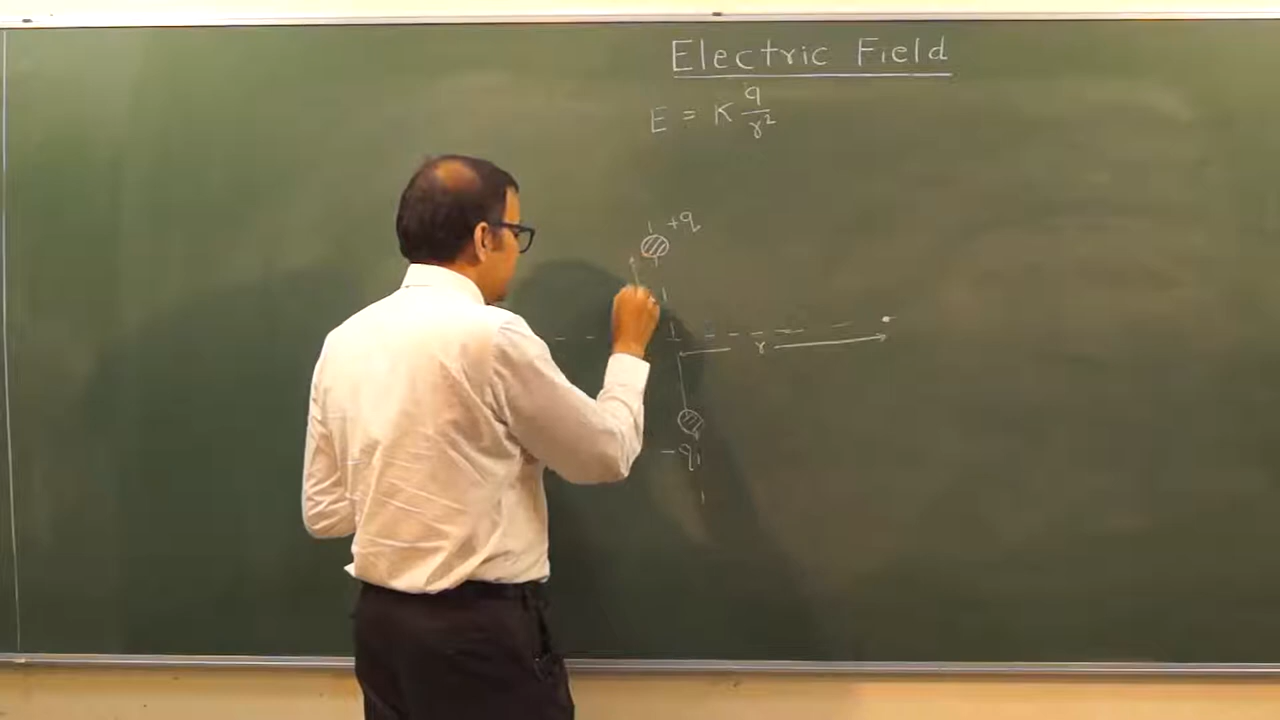 Electric Field
E = K q/r²
+q
r
-q